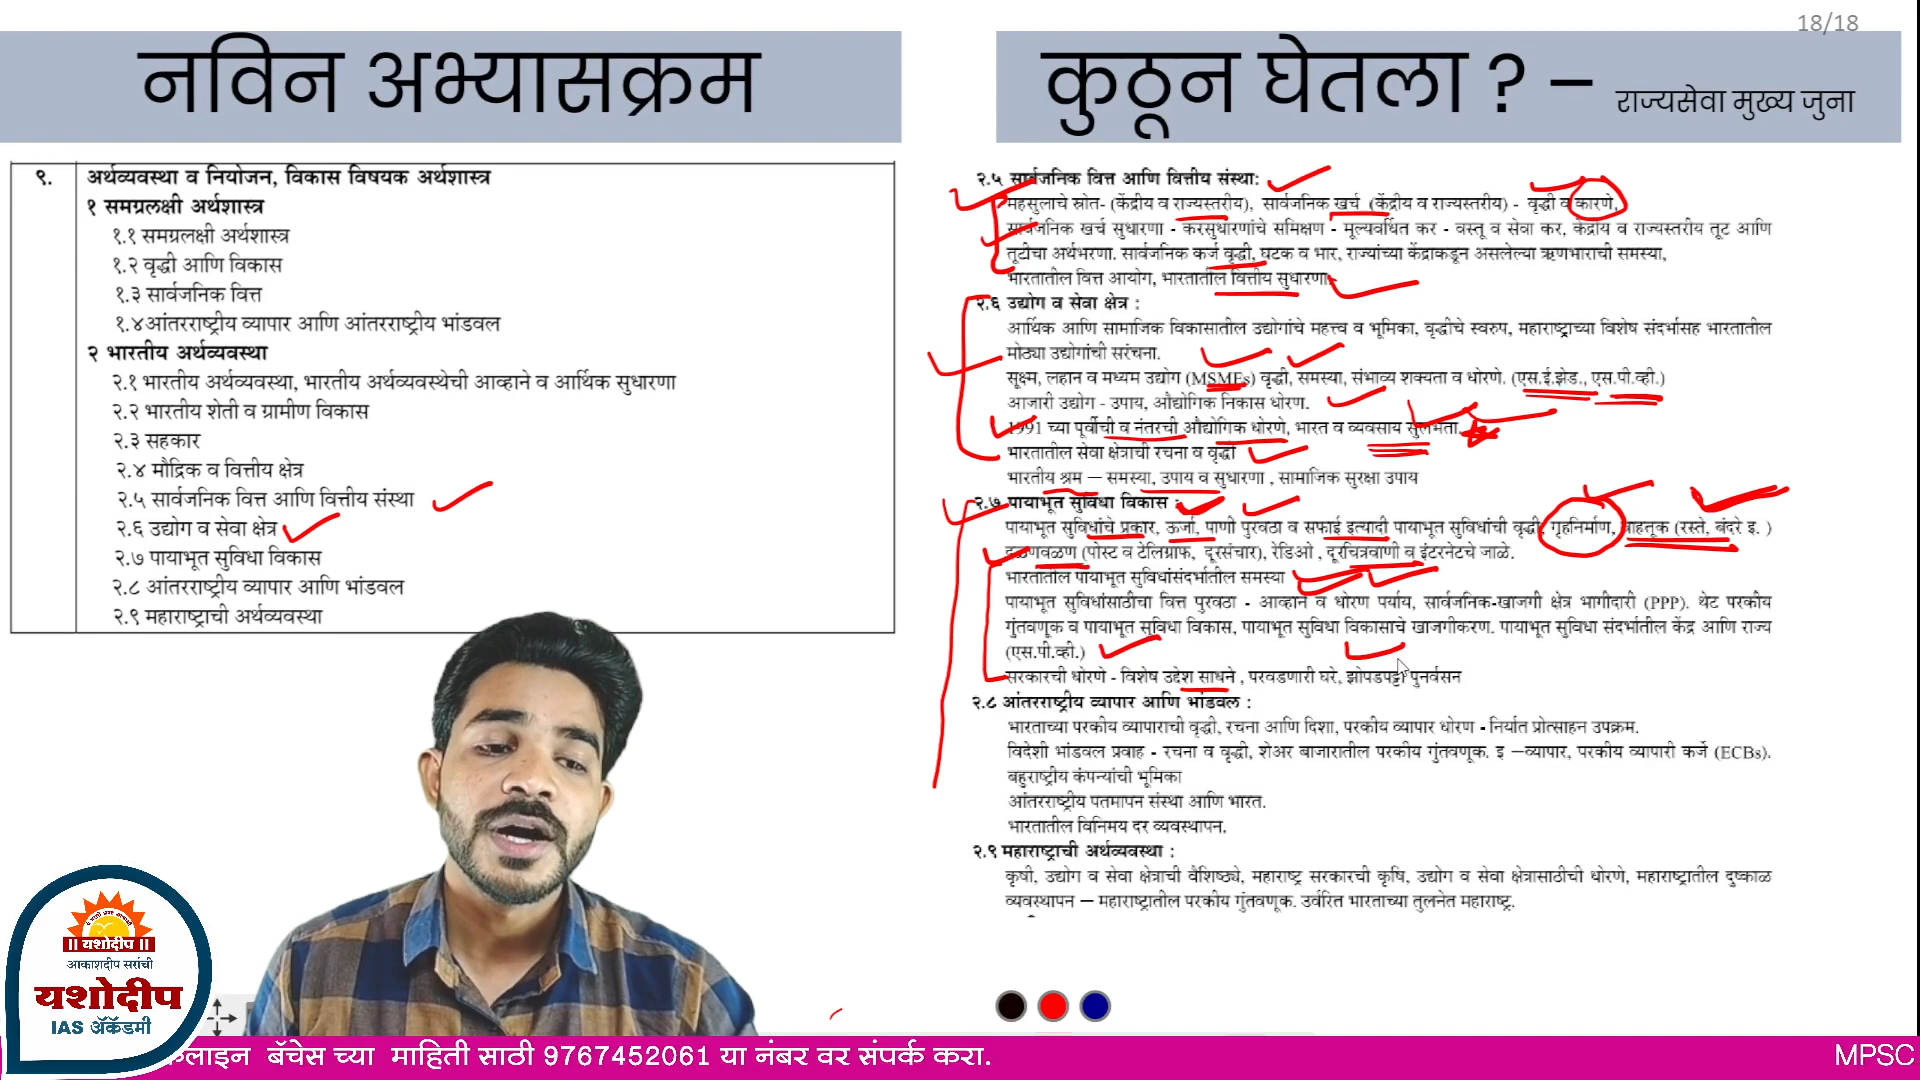 18/18
नविन अभ्यासक्रम
कुठून घेतला ? – राज्यसेवा मुख्य जुना
९. अर्थव्यवस्था व नियोजन, विकास विषयक अर्थशास्त्र
१ समग्रलक्षी अर्थशास्त्र
१.१ समग्रलक्षी अर्थशास्त्र
१.२ वृद्धी आणि विकास
१.३ सार्वजनिक वित्त
१.४आंतरराष्ट्रीय व्यापार आणि आंतरराष्ट्रीय भांडवल
२ भारतीय अर्थव्यवस्था
२.१ भारतीय अर्थव्यवस्था, भारतीय अर्थव्यवस्थेची आव्हाने व आर्थिक सुधारणा
२.२ भारतीय शेती व ग्रामीण विकास
२.३ सहकार
२.४ मौद्रिक व वित्तीय क्षेत्र
२.५ सार्वजनिक वित्त आणि वित्तीय संस्था
२.६ उद्योग व सेवा क्षेत्र
२.७ पायाभूत सुविधा विकास
२.८ आंतरराष्ट्रीय व्यापार आणि भांडवल
२.९ महाराष्ट्राची अर्थव्यवस्था
२.५ सार्वजनिक वित्त आणि वित्तीय संस्था:
महसुलाचे स्रोत- (केंद्रीय व राज्यस्तरीय), सार्वजनिक खर्च (केंद्रीय व राज्यस्तरीय) - वृद्धी व कारणे,
सार्वजनिक खर्च सुधारणा - करसुधारणांचे समिक्षण - मूल्यवर्धित कर - वस्तू व सेवा कर, केंद्रीय व राज्यस्तरीय तूट आणि
तूटीचा अर्थभरणा. सार्वजनिक कर्ज वृद्धी, घटक व भार, राज्यांच्या केंद्राकडून असलेल्या ऋणभाराची समस्या,
भारतातील वित्त आयोग, भारतातील वित्तीय सुधारणा
२.६ उद्योग व सेवा क्षेत्र :
आर्थिक आणि सामाजिक विकासातील उद्योगांचे महत्त्व व भूमिका, वृद्धीचे स्वरुप, महाराष्ट्राच्या विशेष संदर्भासह भारतातील
मोठ्या उद्योगांची सरंचना.
सूक्ष्म, लहान व मध्यम उद्योग (MSMEs) वृद्धी, समस्या, संभाव्य शक्यता व धोरणे. (एस.ई.झेड., एस.पी.व्ही.)
आजारी उद्योग - उपाय, औद्योगिक निकास धोरण.
1991 च्या पूर्वीची व नंतरची औद्योगिक धोरणे, भारत व व्यवसाय सुलभता.
भारतातील सेवा क्षेत्राची रचना व वृद्धी
भारतीय श्रम – समस्या, उपाय व सुधारणा , सामाजिक सुरक्षा उपाय
२.७ पायाभूत सुविधा विकास :
पायाभूत सुविधांचे प्रकार, ऊर्जा, पाणी पुरवठा व सफाई इत्यादी पायाभूत सुविधांची वृद्धी, गृहनिर्माण, वाहतूक (रस्ते, बंदरे इ. )
दळणवळण (पोस्ट व टेलिग्राफ, दूरसंचार), रेडिओ , दूरचित्रवाणी व इंटरनेटचे जाळे.
भारतातील पायाभूत सुविधांसंदर्भातील समस्या
पायाभूत सुविधांसाठीचा वित्त पुरवठा - आव्हाने व धोरण पर्याय, सार्वजनिक-खाजगी क्षेत्र भागीदारी (PPP). थेट परकीय
गुंतवणूक व पायाभूत सुविधा विकास, पायाभूत सुविधा विकासाचे खाजगीकरण. पायाभूत सुविधा संदर्भातील केंद्र आणि राज्य
(एस.पी.व्ही.)
सरकारची धोरणे - विशेष उद्देश साधने , परवडणारी घरे, झोपडपट्टी पुनर्वसन
२.८ आंतरराष्ट्रीय व्यापार आणि भांडवल :
भारताच्या परकीय व्यापाराची वृद्धी, रचना आणि दिशा, परकीय व्यापार धोरण - निर्यात प्रोत्साहन उपक्रम.
विदेशी भांडवल प्रवाह - रचना व वृद्धी, शेअर बाजारातील परकीय गुंतवणूक. इ –व्यापार, परकीय व्यापारी कर्जे (ECBs).
बहुराष्ट्रीय कंपन्यांची भूमिका
आंतरराष्ट्रीय पतमापन संस्था आणि भारत.
भारतातील विनिमय दर व्यवस्थापन.
२.९ महाराष्ट्राची अर्थव्यवस्था :
कृषी, उद्योग व सेवा क्षेत्राची वैशिष्ठ्ये, महाराष्ट्र सरकारची कृषि, उद्योग व सेवा क्षेत्रासाठीची धोरणे, महाराष्ट्रातील दुष्काळ
व्यवस्थापन – महाराष्ट्रातील परकीय गुंतवणूक. उर्वरित भारताच्या तुलनेत महाराष्ट्र.
॥ यशोदीप ॥
आकाशदीप सरांची
यशोदीप
IAS ॲकॅडमी
बॅचेस च्या माहिती साठी 9767452061 या नंबर वर संपर्क करा.
MPSC